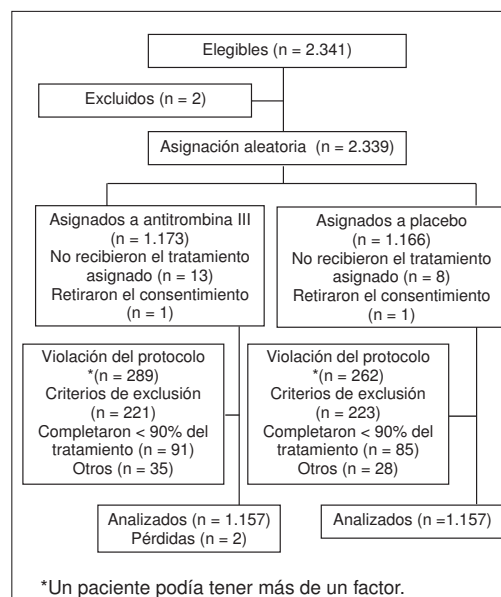 Elegibles (n = 2.341)
Excluidos (n = 2)
Asignación aleatoria (n = 2.339)
Asignados a antitrombina III
(n = 1.173)
No recibieron el tratamiento
asignado (n = 13)
Retiraron el consentimiento
(n = 1)
Asignados a placebo
(n = 1.166)
No recibieron el tratamiento
asignado (n = 8)
Retiraron el consentimiento
(n = 1)
Violación del protocolo
*(n = 289)
Criterios de exclusión
(n = 221)
Completaron < 90% del
tratamiento (n = 91)
Otros (n = 35)
Violación del protocolo
*(n = 262)
Criterios de exclusión
(n = 223)
Completaron < 90% del
tratamiento (n = 85)
Otros (n = 28)
Analizados (n = 1.157)
Pérdidas (n = 2)
Analizados (n =1.157)
*Un paciente podía tener más de un factor.